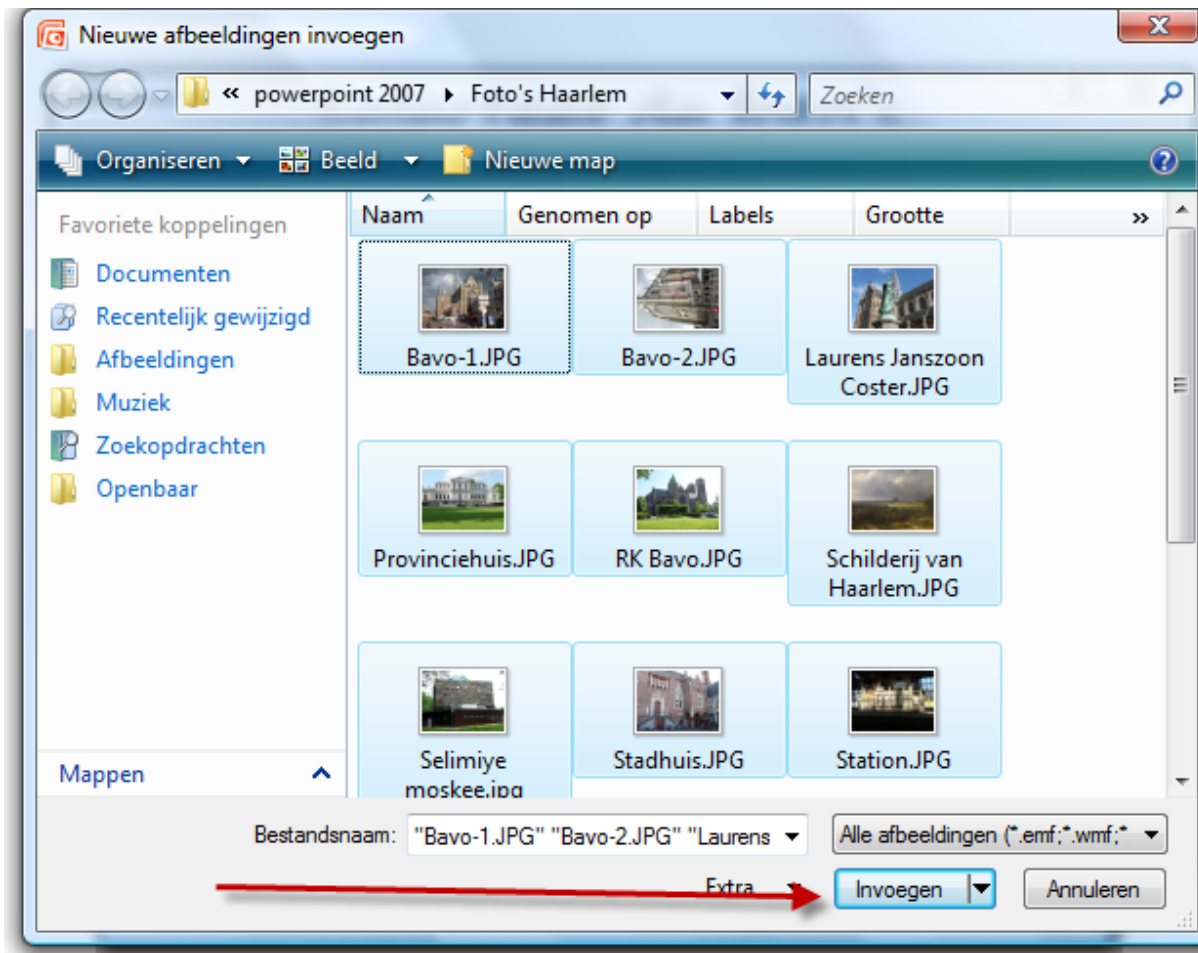 Nieuwe afbeeldingen invoegen
« powerpoint 2007 ▸ Foto's Haarlem
Zoeken
Organiseren
Beeld
Nieuwe map
Favoriete koppelingen
Documenten
Recentelijk gewijzigd
Afbeeldingen
Muziek
Zoekopdrachten
Openbaar
Mappen
Naam Genomen op Labels Grootte »
Bavo-1.JPG
Bavo-2.JPG
Laurens Janszoon
Coster.JPG
Provinciehuis.JPG
RK Bavo.JPG
Schilderij van
Haarlem.JPG
Selimiye
moskee.jpg
Stadhuis.JPG
Station.JPG
Bestandsnaam: "Bavo-1.JPG" "Bavo-2.JPG" "Laurens
Alle afbeeldingen (*.emf;*.wmf;*
Extra
Invoegen
Annuleren